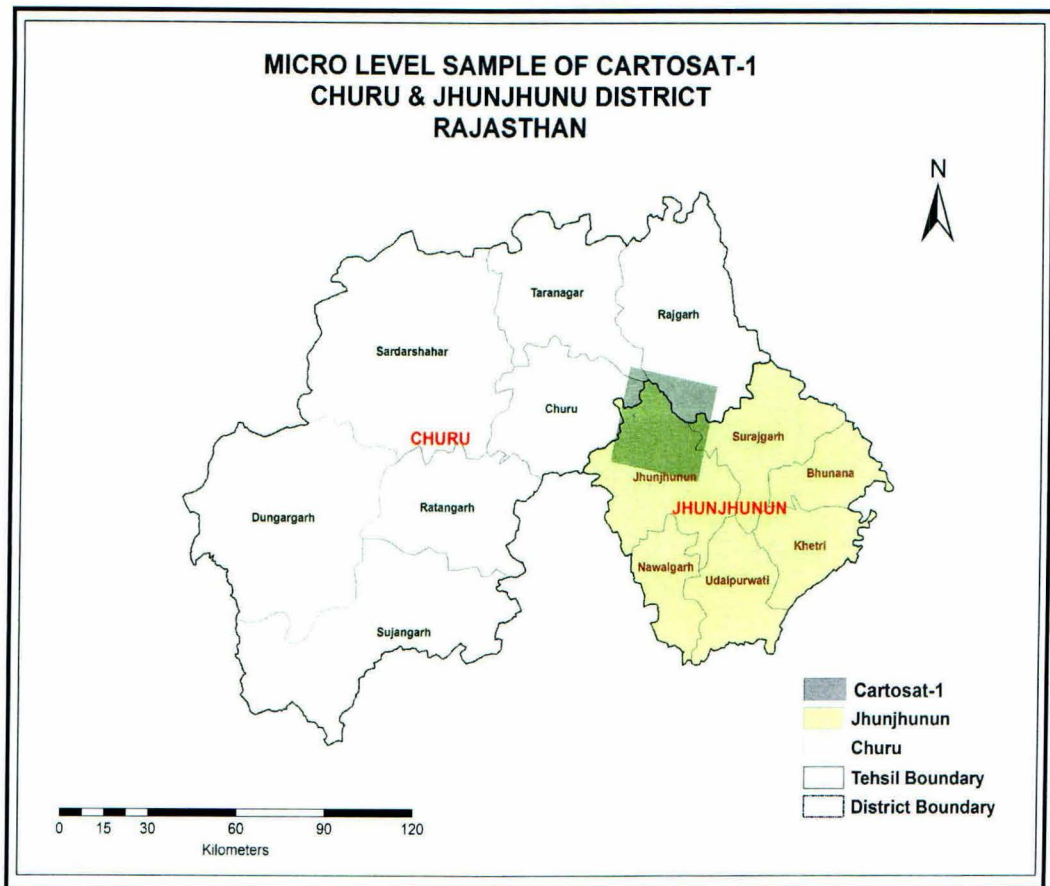 MICRO LEVEL SAMPLE OF CARTOSAT-1
CHURU & JHUNJHUNU DISTRICT
RAJASTHAN
N
Taranagar
Rajgarh
Sardarshahar
Churu
CHURU
Surajgarh
Bhunana
Jhunjhunun
Dungargarh
Ratangarh
JHUNJHUNUN
Khetri
Nawalgarh
Udaipurwati
Sujangarh
Cartosat-1
Jhunjhunun
Churu
Tehsil Boundary
District Boundary
0 15 30 60 90 120
Kilometers